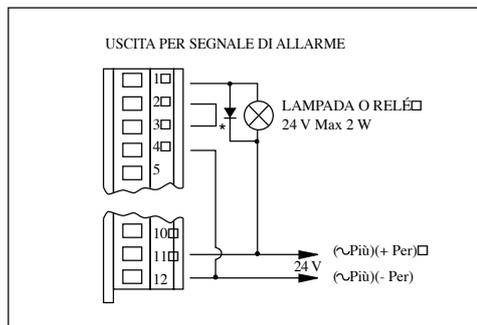 USCITA PER SEGNALE DI ALLARME
1□
2□
3□
4□
5
*
LAMPADA O RELÉ□
24 V Max 2 W
10□
11□
12
24 V
(∿Più)(+ Per)□
(∿Più)(- Per)